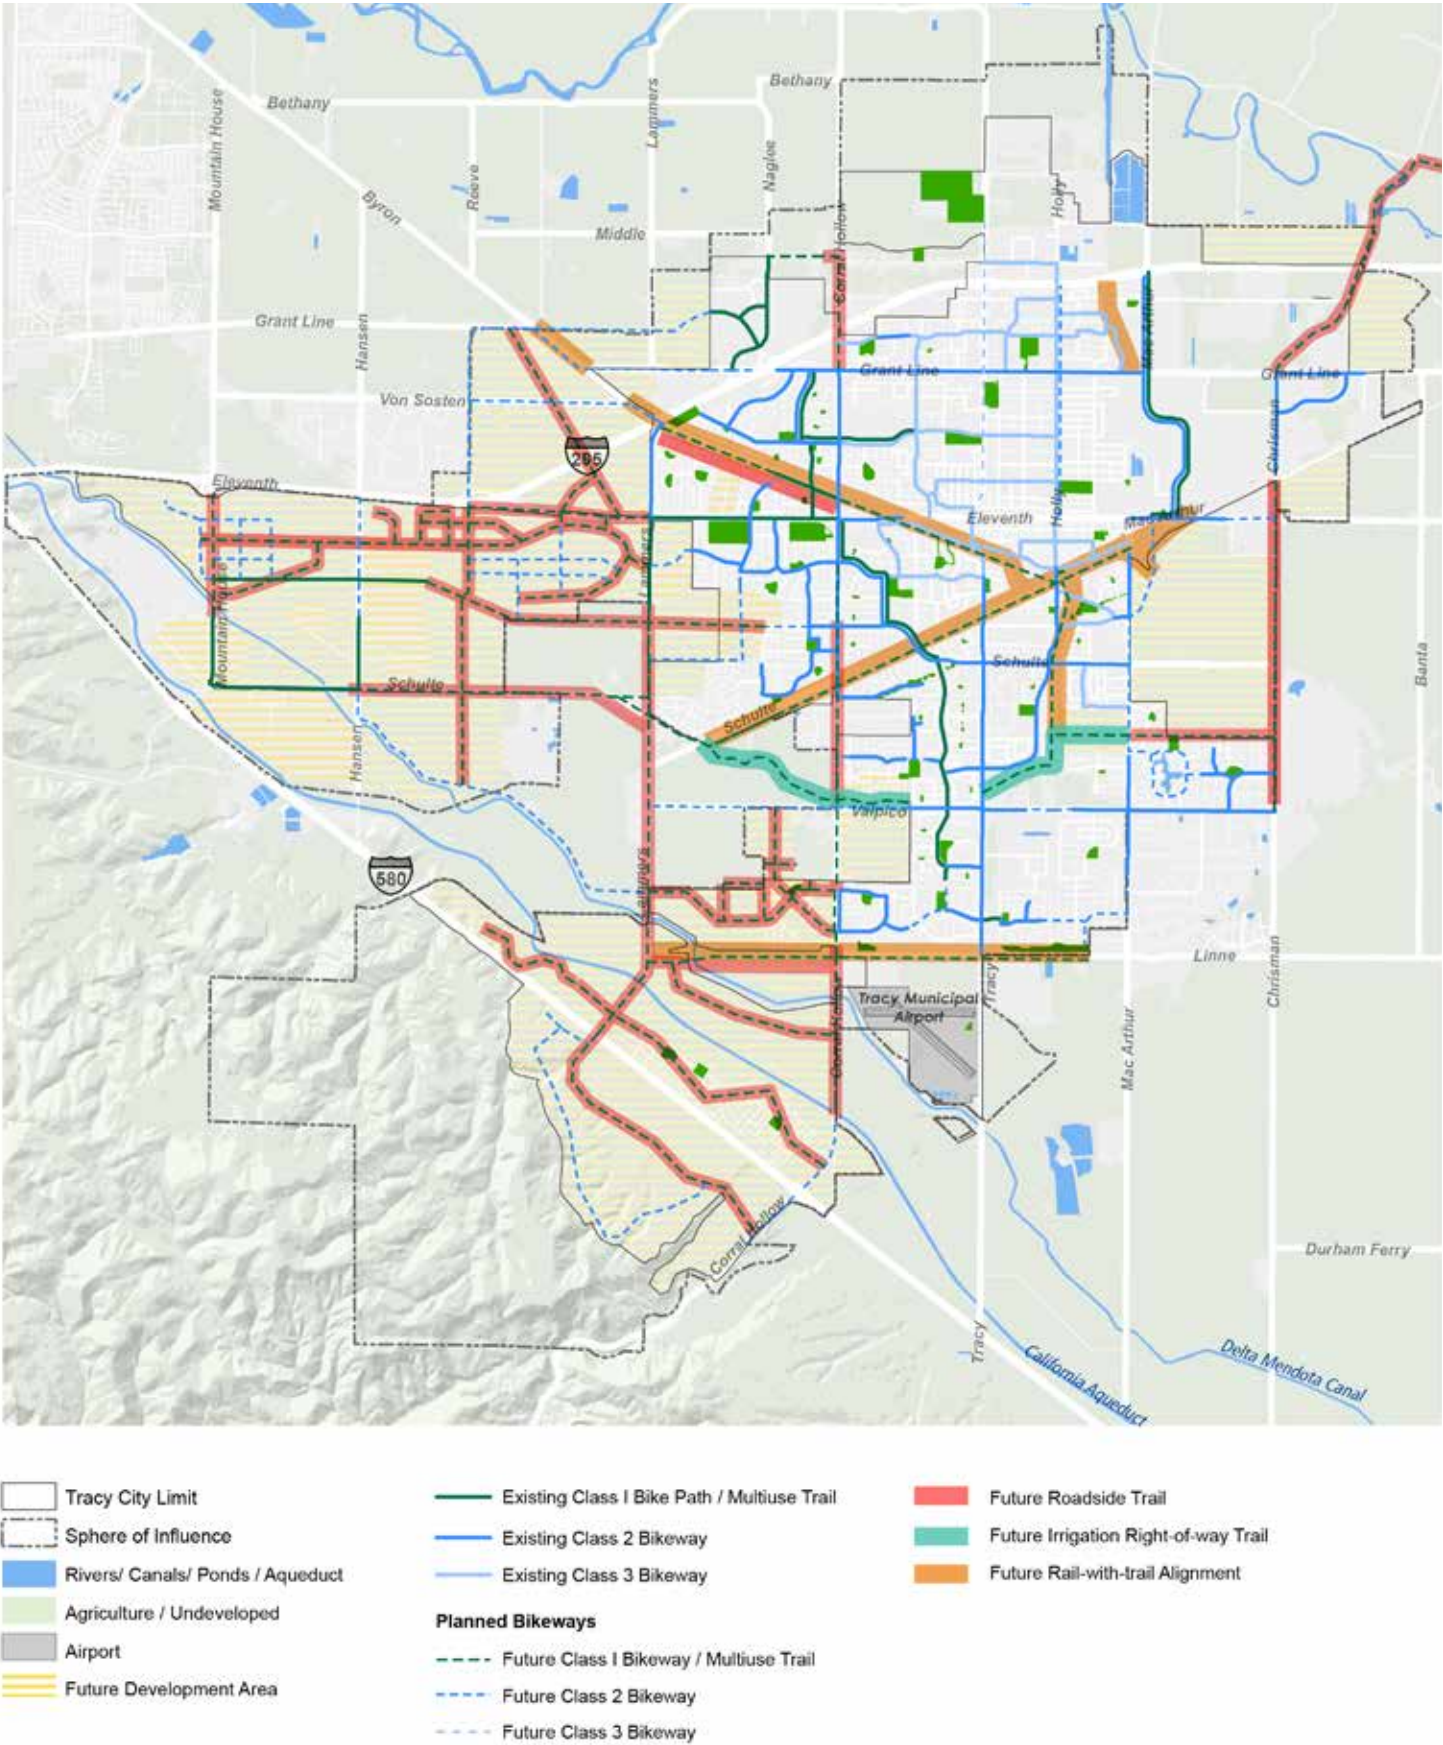 Bethany
Bethany
Mountain House
Lammers
Naglee
Reeve
Byron
Holly
Corral Hollow
Middle
Corral Hollow
Grant Line
Hansen
Mac Arthur
Grant Line
Grant Line
Von Sosten
Chrisman
205
Eleventh
Holly
Eleventh
Mac Arthur
Lammers
Mountain House
Schulte
Banta
Schulte
Schulte
Hansen
Valpico
580
Lammers
Linne
Tracy
Chrisman
Tracy Municipal
Airport
Corral Hollow
Mac Arthur
Corral Hollow
Durham Ferry
Tracy
California Aqueduct
Delta Mendota Canal
Tracy City Limit
Sphere of Influence
Rivers/ Canals/ Ponds / Aqueduct
Agriculture / Undeveloped
Airport
Future Development Area
Existing Class I Bike Path / Multiuse Trail
Existing Class 2 Bikeway
Existing Class 3 Bikeway
Planned Bikeways
Future Class I Bikeway / Multiuse Trail
Future Class 2 Bikeway
Future Class 3 Bikeway
Future Roadside Trail
Future Irrigation Right-of-way Trail
Future Rail-with-trail Alignment